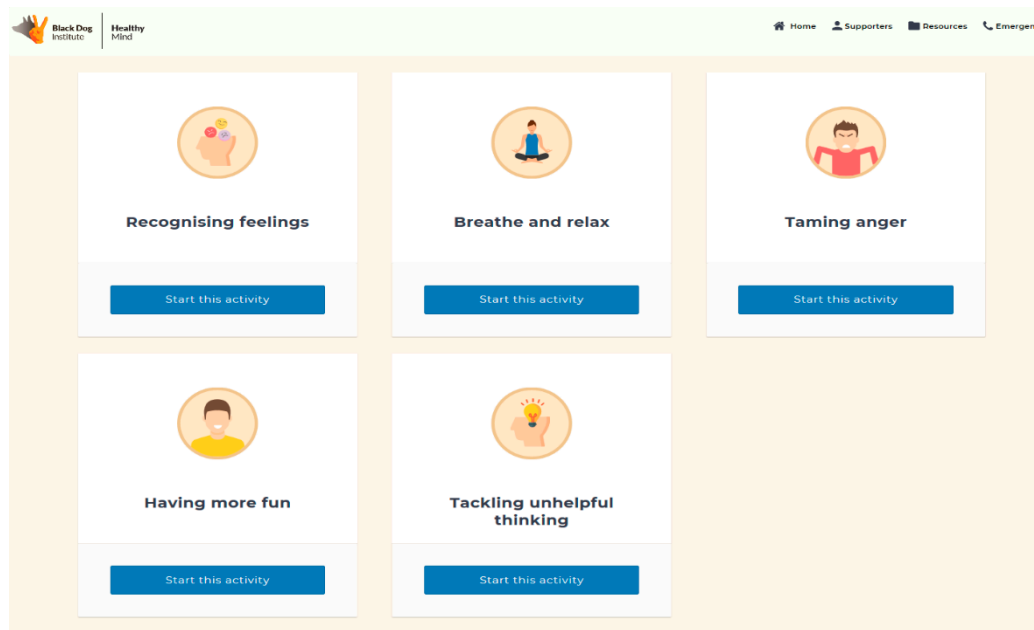 Black Dog
Institute
Healthy
Mind
Home
Supporters
Resources
Recognising feelings
Breathe and relax
Taming anger
Start this activity
Start this activity
Start this activity
Having more fun
Tackling unhelpful
thinking
Start this activity
Start this activity